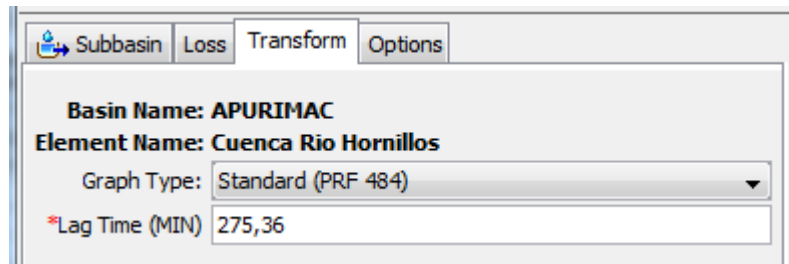 Subbasin Loss Transform Options
Basin Name: APURIMAC
Element Name: Cuenca Rio Hornillos
Graph Type: Standard (PRF 484)
*Lag Time (MIN) 275,36